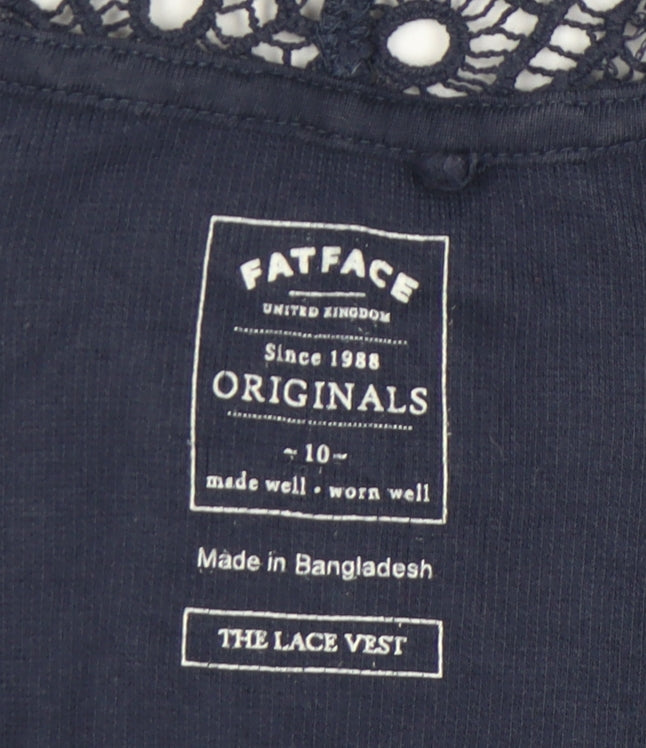 FATFACE
UNITED KINGDOM
Since 1988
ORIGINALS
~10~
made well • worn well
Made in Bangladesh
THE LACE VEST